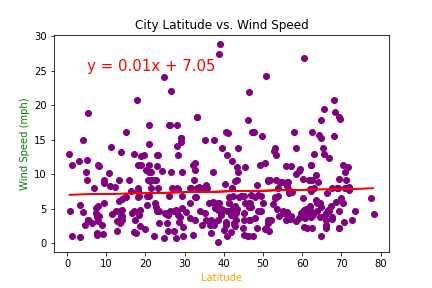 City Latitude vs. Wind Speed
30
25
20
15
10
5
0
Wind Speed (mph)
y = 0.01x + 7.05
0 10 20 30 40 50 60 70 80
Latitude